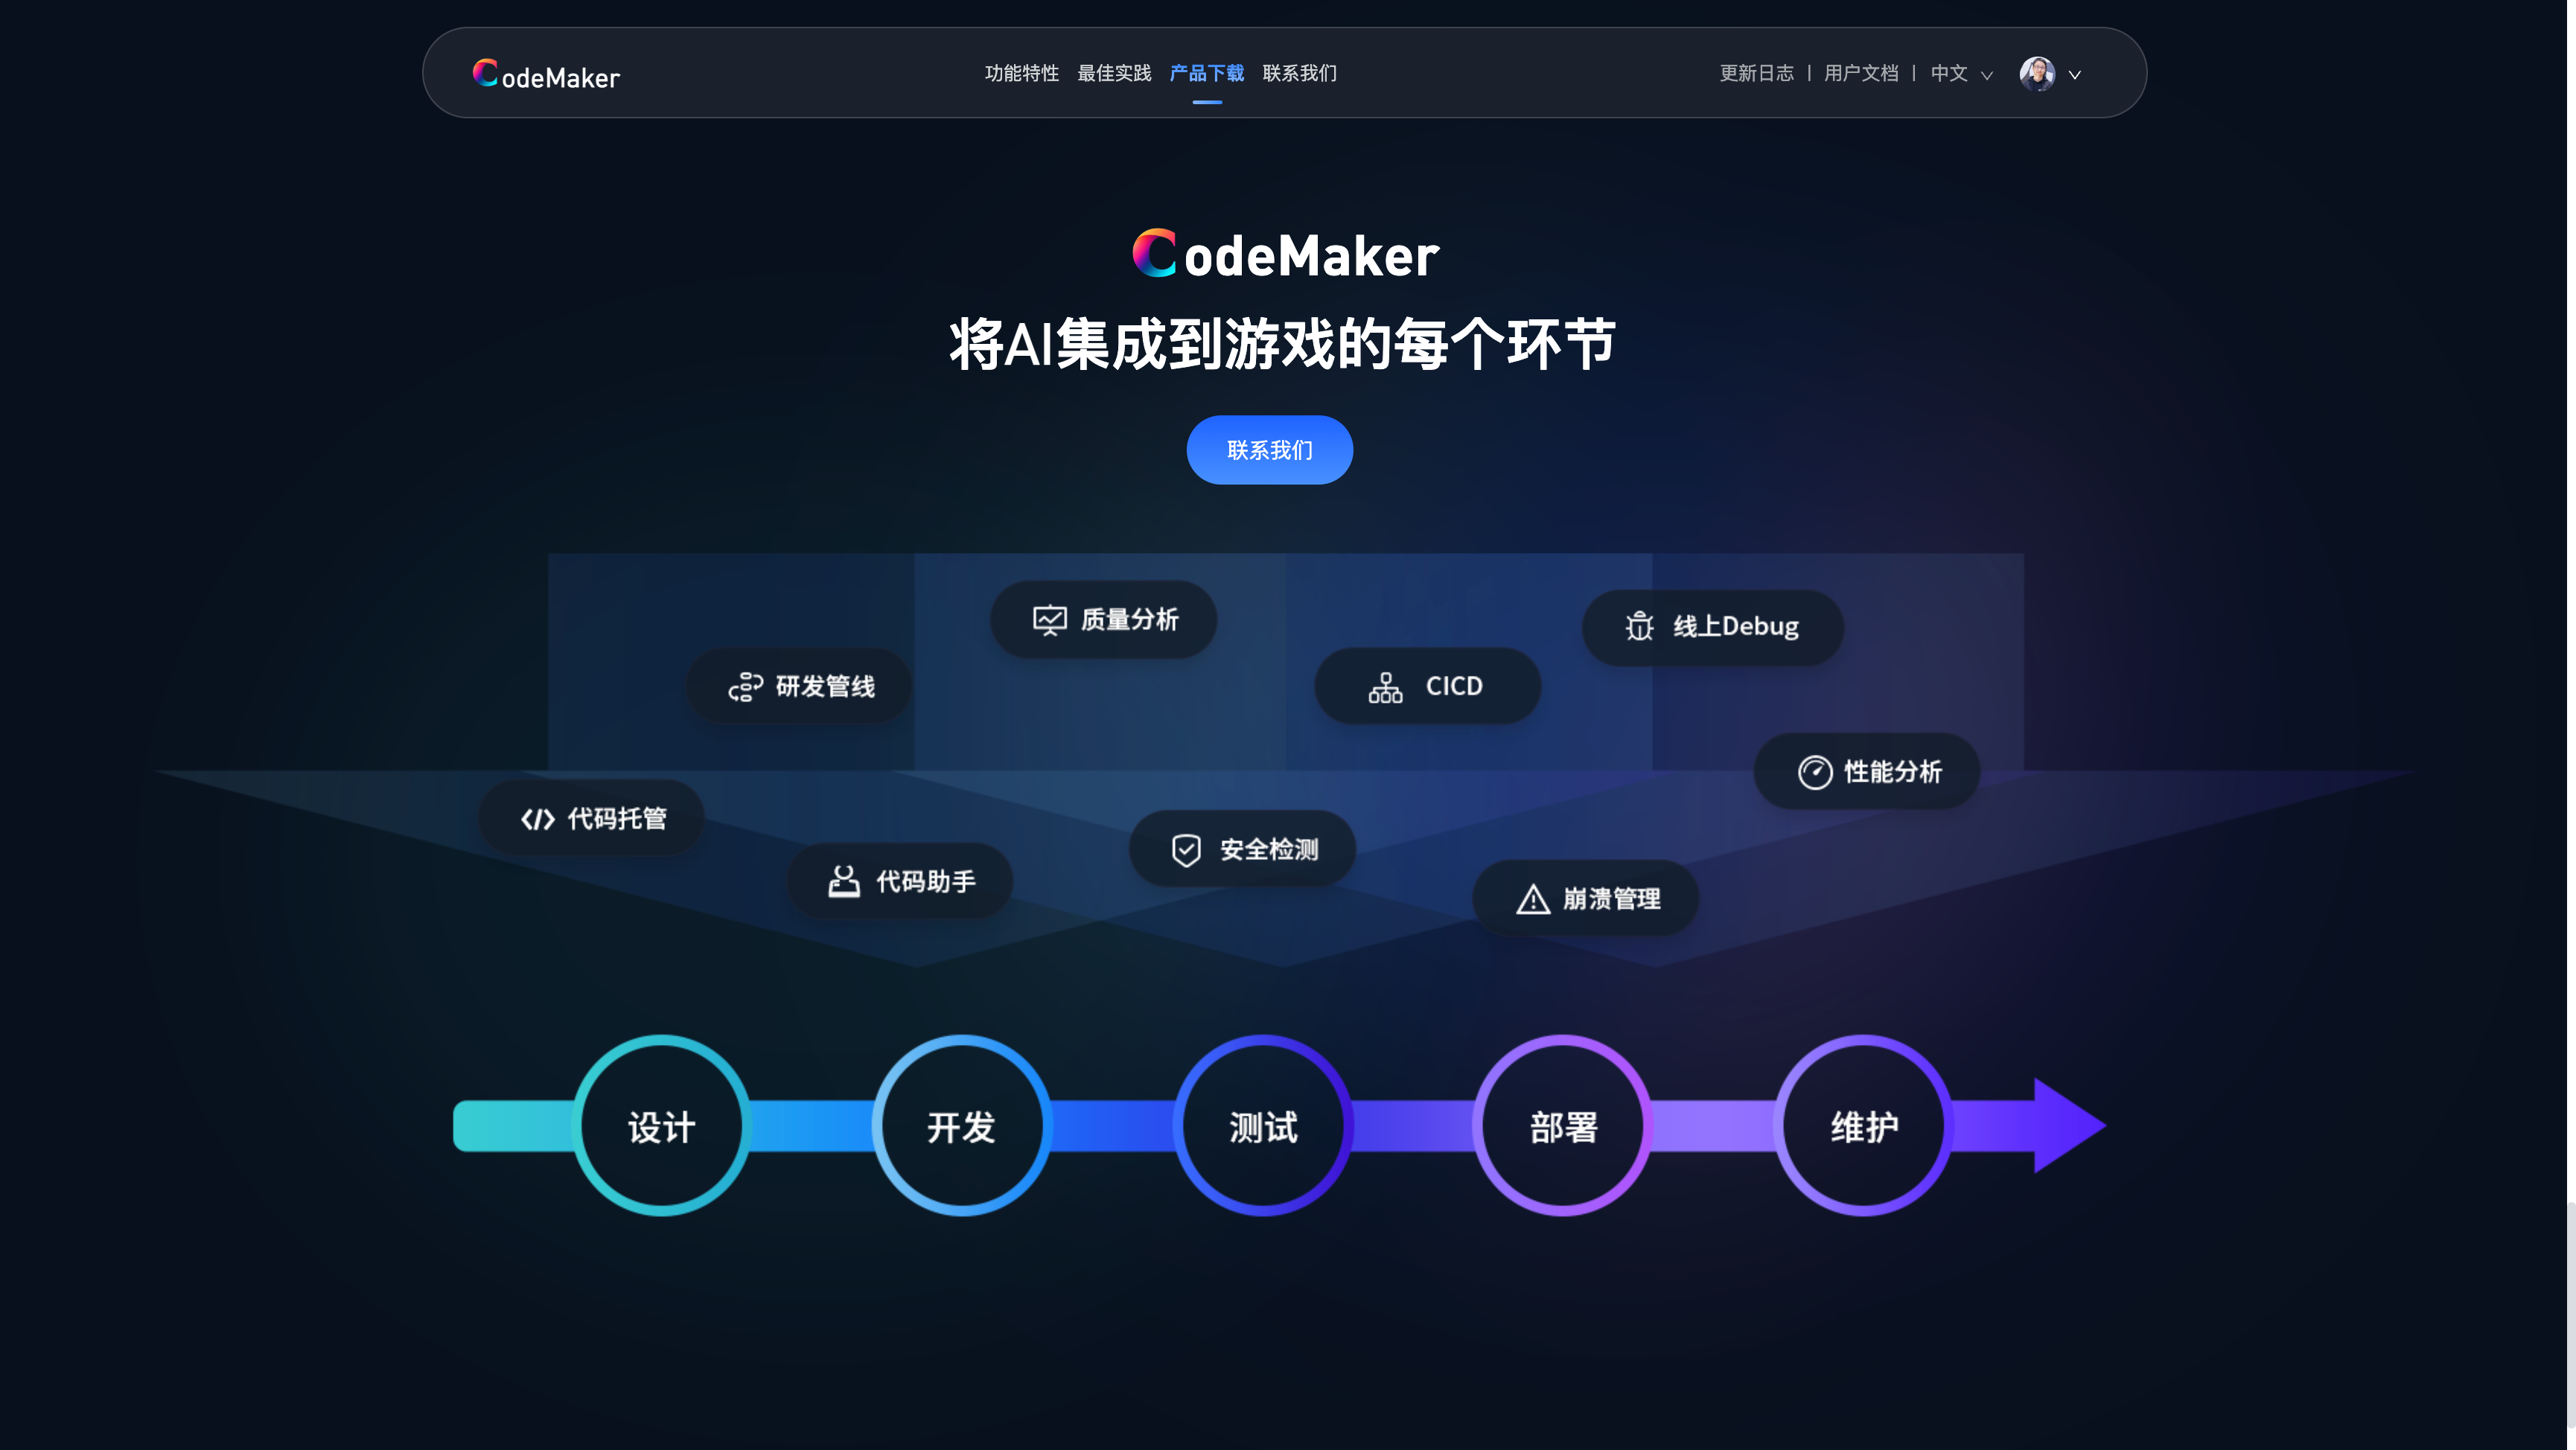 CodeMaker
功能特性 最佳实践 产品下载 联系我们
更新日志 | 用户文档 | 中文
CodeMaker
将AI集成到游戏的每个环节
联系我们
质量分析
线上Debug
研发管线
CICD
性能分析
代码托管
安全检测
代码助手
崩溃管理
设计 开发 测试 部署 维护